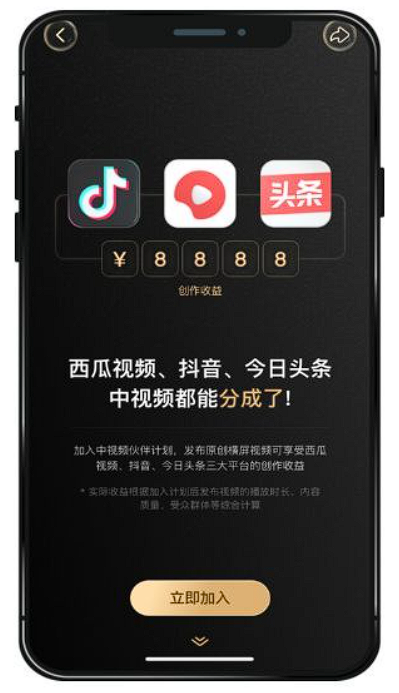 头条
¥8888
创作收益
西瓜视频、抖音、今日头条
中视频都能分成了!
加入中视频伙伴计划，发布原创横屏视频可享受西瓜
视频、抖音、今日头条三大平台的创作收益
* 实际收益根据加入计划后发布视频的播放时长、内容
质量、受众群体等综合计算
立即加入